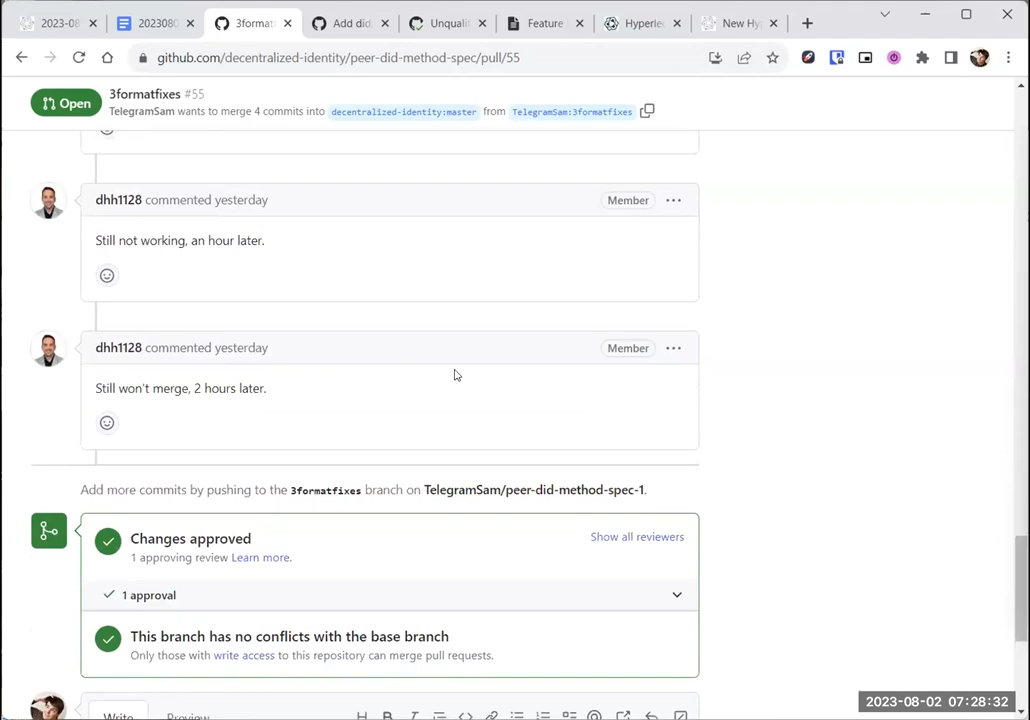 2023-08
2023080
3format
Add did
Unquali
Feature
Hyperle
New Hy
github.com/decentralized-identity/peer-did-method-spec/pull/55
Open
3formatfixes #55
TelegramSam wants to merge 4 commits into decentralized-identity:master from TelegramSam:3formatfixes
dhh1128 commented yesterday
Member
Still not working, an hour later.
dhh1128 commented yesterday
Member
Still won't merge, 2 hours later.
Add more commits by pushing to the 3formatfixes branch on TelegramSam/peer-did-method-spec-1.
Changes approved
Show all reviewers
1 approving review Learn more.
1 approval
This branch has no conflicts with the base branch
Only those with write access to this repository can merge pull requests.
Write Preview
2023-08-02 07:28:32